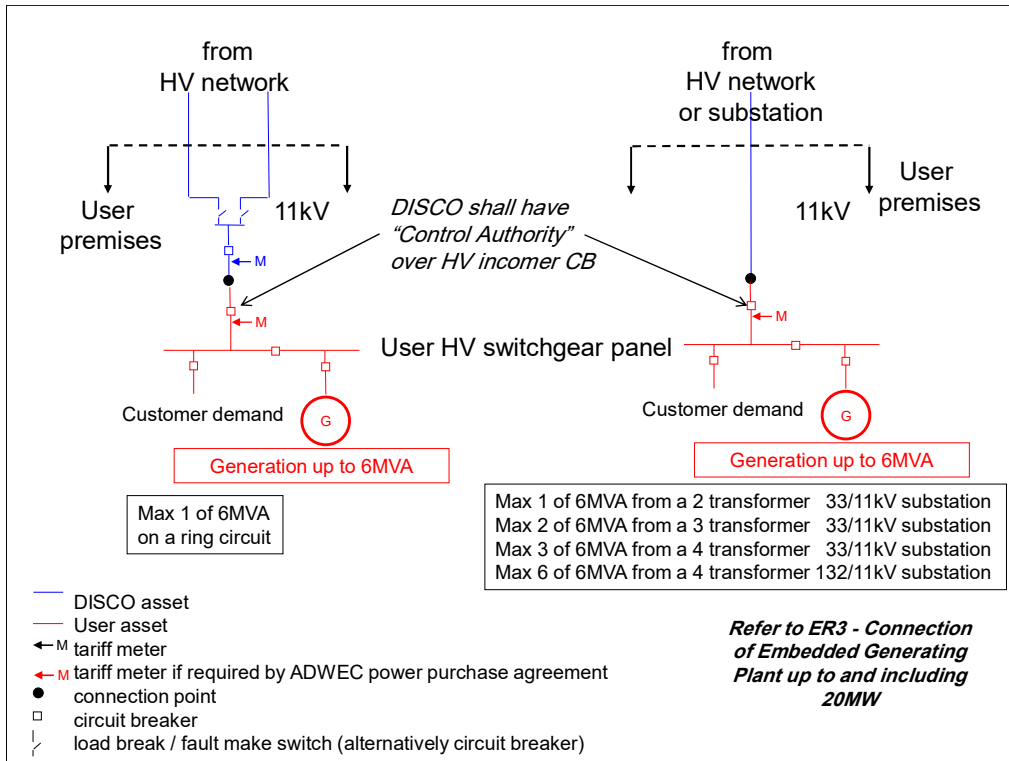 from
HV network
from
HV network
or substation
User
premises
11kV
DISCO shall have
“Control Authority”
over HV incomer CB
11kV
User
premises
M
M
M
User HV switchgear panel
Customer demand
G
Customer demand
G
Generation up to 6MVA
Generation up to 6MVA
Max 1 of 6MVA
on a ring circuit
Max 1 of 6MVA from a 2 transformer 33/11kV substation
Max 2 of 6MVA from a 3 transformer 33/11kV substation
Max 3 of 6MVA from a 4 transformer 33/11kV substation
Max 6 of 6MVA from a 4 transformer 132/11kV substation
DISCO asset
User asset
M tariff meter
M tariff meter if required by ADWEC power purchase agreement
connection point
circuit breaker
load break / fault make switch (alternatively circuit breaker)
Refer to ER3 - Connection
of Embedded Generating
Plant up to and including
20MW